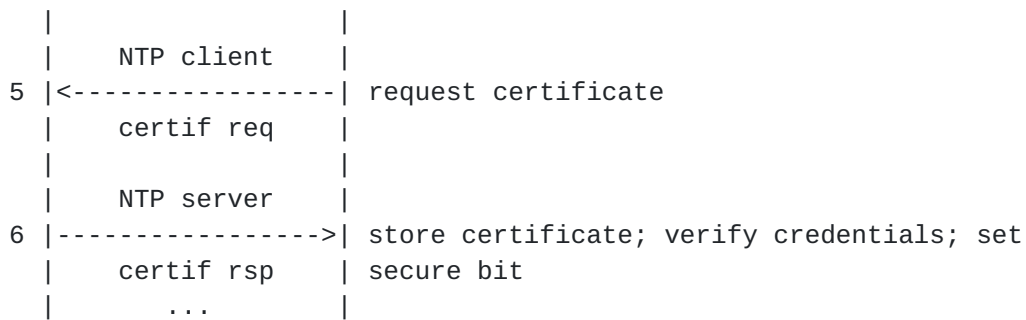 |                 |
|    NTP client   |
5 |<-----------------| request certificate
|    certif req   |
|                 |
|    NTP server   |
6 |----------------->| store certificate; verify credentials; set
|    certif rsp   | secure bit
|       ...       |